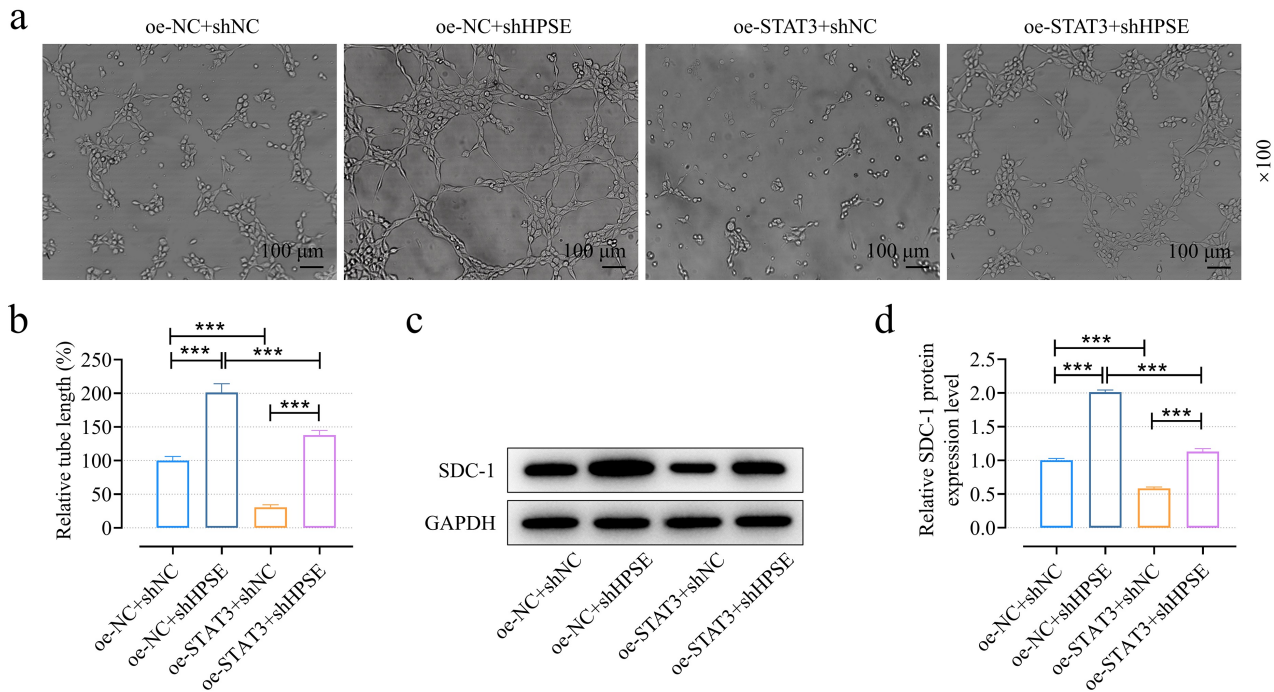 a
oe-NC+shNC
oe-NC+shHPSE
oe-STAT3+shNC
oe-STAT3+shHPSE
100 μm
100 μm
100 μm
100 μm
×100
b
Relative tube length (%)
250
200
150
100
50
0
***
***
***
***
oe-NC+shNC
oe-NC+shHPSE
oe-STAT3+shNC
oe-STAT3+shHPSE
c
SDC-1
GAPDH
oe-NC+shNC
oe-NC+shHPSE
oe-STAT3+shNC
oe-STAT3+shHPSE
d
Relative SDC-1 protein
expression level
2.5
2.0
1.5
1.0
0.5
0.0
***
***
***
***
oe-NC+shNC
oe-NC+shHPSE
oe-STAT3+shNC
oe-STAT3+shHPSE